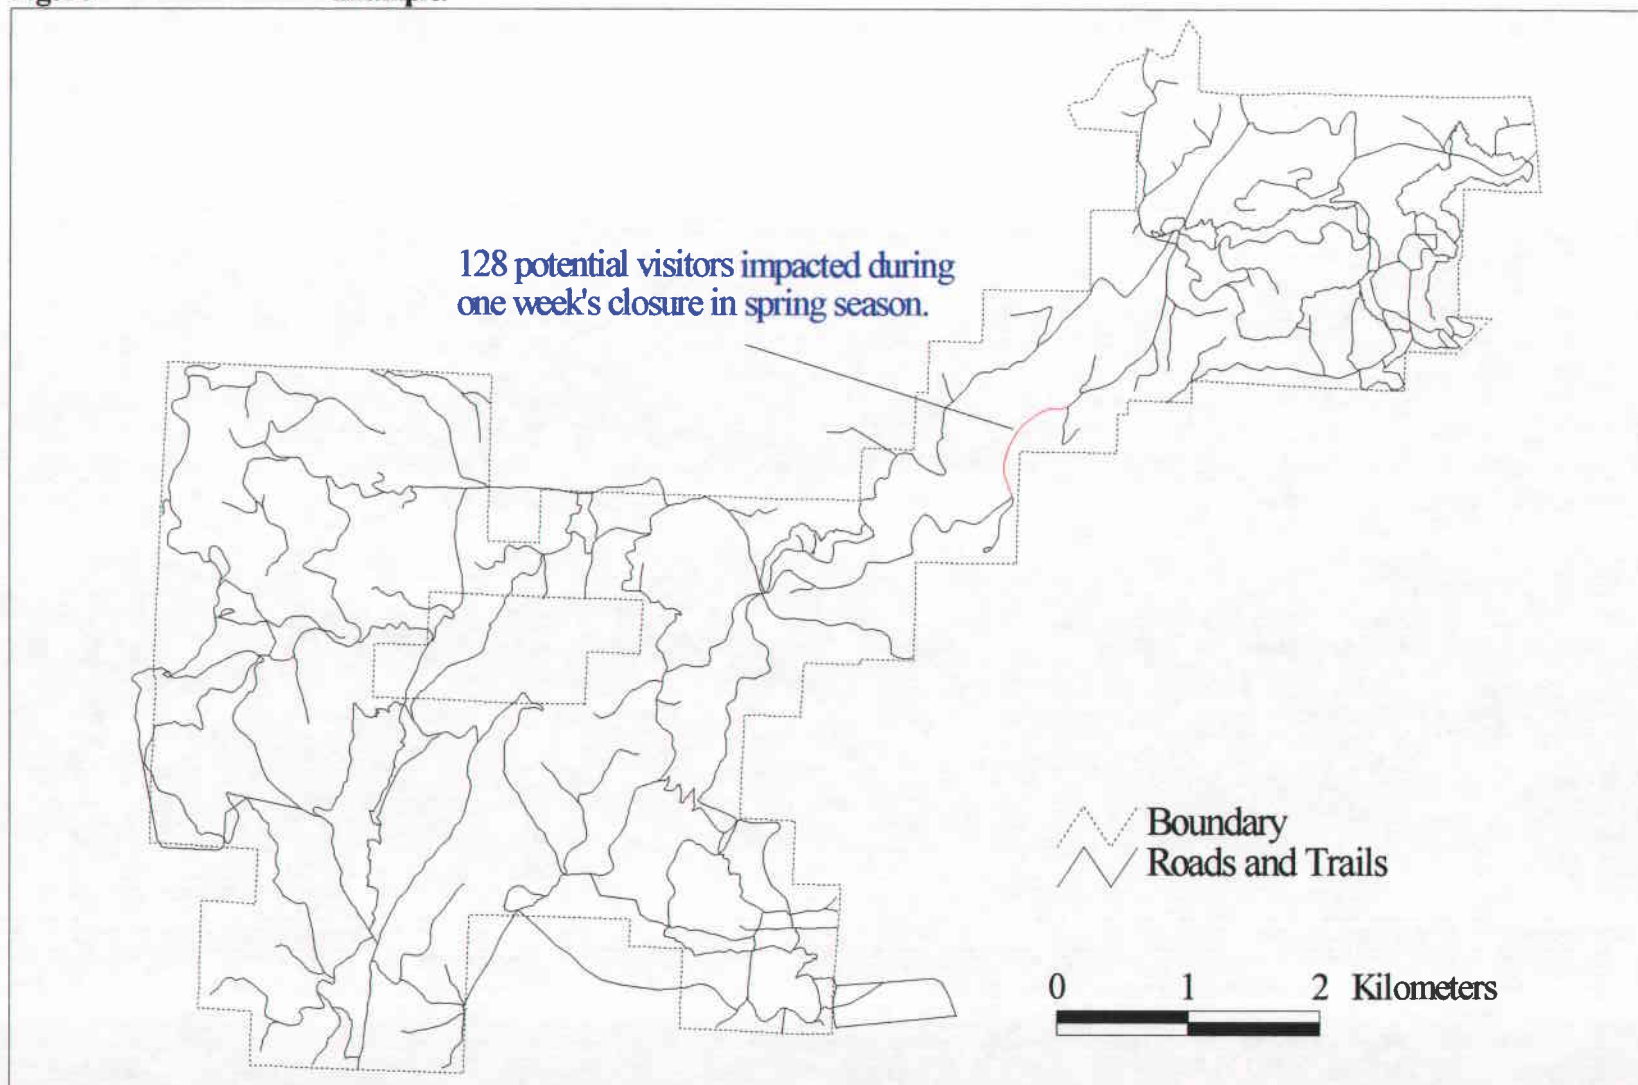 128 potential visitors impacted during
one week's closure in spring season.
Boundary
Roads and Trails
0 1 2 Kilometers